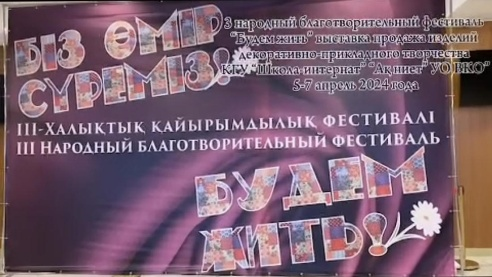 БІЗ ӨМІР
СҮРЕМІЗ!
3 народный благотворительный фестиваль
"Будем жить" выставка продажа изделий
декоративно-прикладного творчества
КГУ "Школа-интернат" "Ақ ниет" УО ВКО"
5-7 апрель 2024 года
III-ХАЛЫҚТЫҚ ҚАЙЫРЫМДЫЛЫҚ ФЕСТИВАЛІ
III НАРОДНЫЙ БЛАГОТВОРИТЕЛЬНЫЙ ФЕСТИВАЛЬ
БУДЕМ
ЖИТЬ!